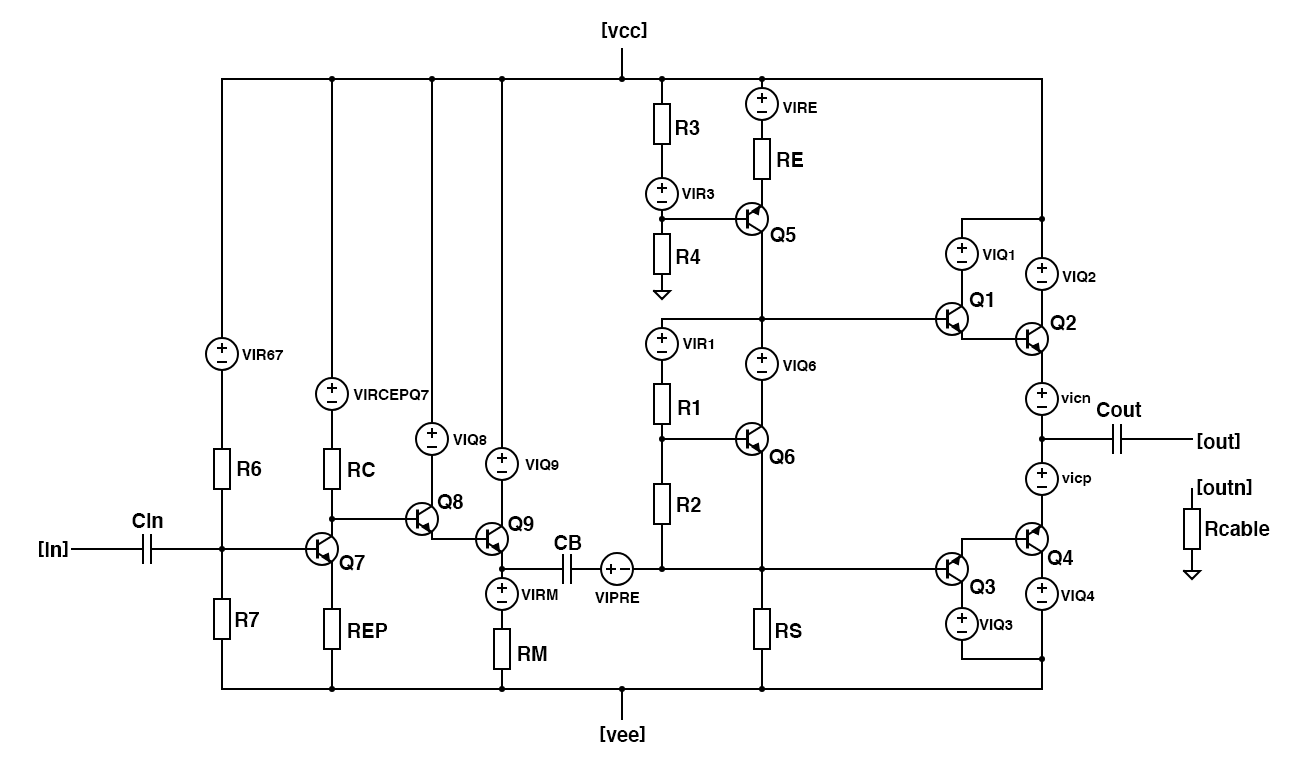 [vcc]
VIRE
R3
RE
VIR3
Q5
R4
VIQ1
VIQ2
Q1
Q2
VIR1
VIQ6
VIR67
VIRCEPQ7
R1
vicn
Cout
[out]
VIQ8
Q6
VIQ9
R6
RC
vicp
[outn]
Q8
R2
Q9
Rcable
CIn
[In]
CB
Q7
Q4
Q3
VIRM
VIPRE
VIQ4
R7
REP
RS
VIQ3
RM
[vee]